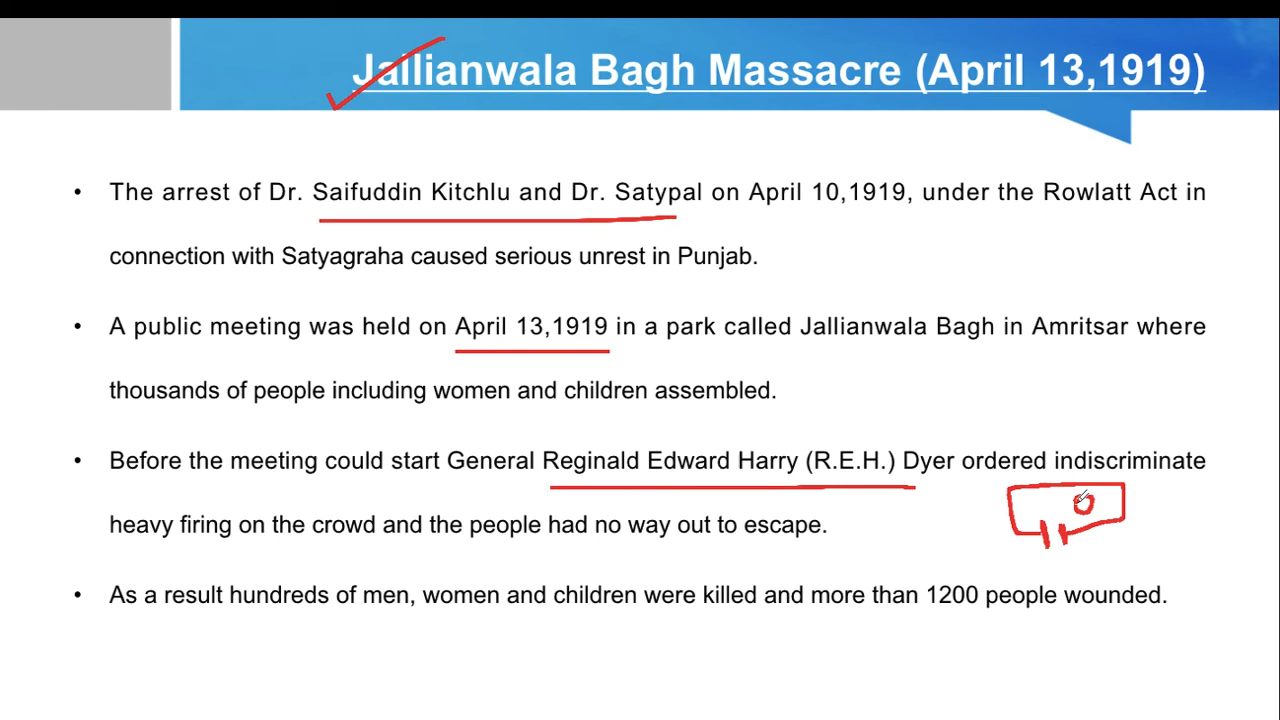 Jallianwala Bagh Massacre (April 13,1919)
• The arrest of Dr. Saifuddin Kitchlu and Dr. Satypal on April 10,1919, under the Rowlatt Act in
connection with Satyagraha caused serious unrest in Punjab.
• A public meeting was held on April 13,1919 in a park called Jallianwala Bagh in Amritsar where
thousands of people including women and children assembled.
• Before the meeting could start General Reginald Edward Harry (R.E.H.) Dyer ordered indiscriminate
heavy firing on the crowd and the people had no way out to escape.
• As a result hundreds of men, women and children were killed and more than 1200 people wounded.